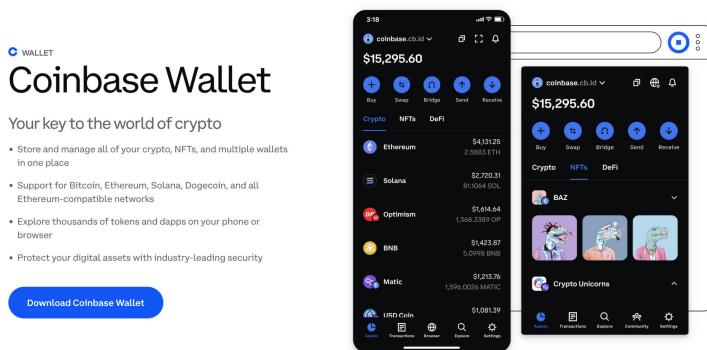 WALLET
Coinbase Wallet
Your key to the world of crypto
• Store and manage all of your crypto, NFTs, and multiple wallets
in one place
• Support for Bitcoin, Ethereum, Solana, Dogecoin, and all
Ethereum-compatible networks
• Explore thousands of tokens and dapps on your phone or
browser
• Protect your digital assets with industry-leading security
Download Coinbase Wallet
3:18
coinbase.cb.id
$15,295.60
Buy Swap Bridge Send Receive
Crypto NFTs DeFi
Ethereum $4,131.25
2.5883 ETH
Solana $2,720.31
81.1064 SOL
Optimism $1,614.64
1,368.3389 OP
BNB $1,423.87
5.0998 BNB
Matic $1,213.76
1,596.0026 MATIC
USD Coin $1,081.39
Assets Transactions Browser Explore Settings
coinbase.cb.id
$15,295.60
Buy Swap Bridge Send Receive
Crypto NFTs DeFi
BAZ
Crypto Unicorns
Assets Transactions Explore Community Settings